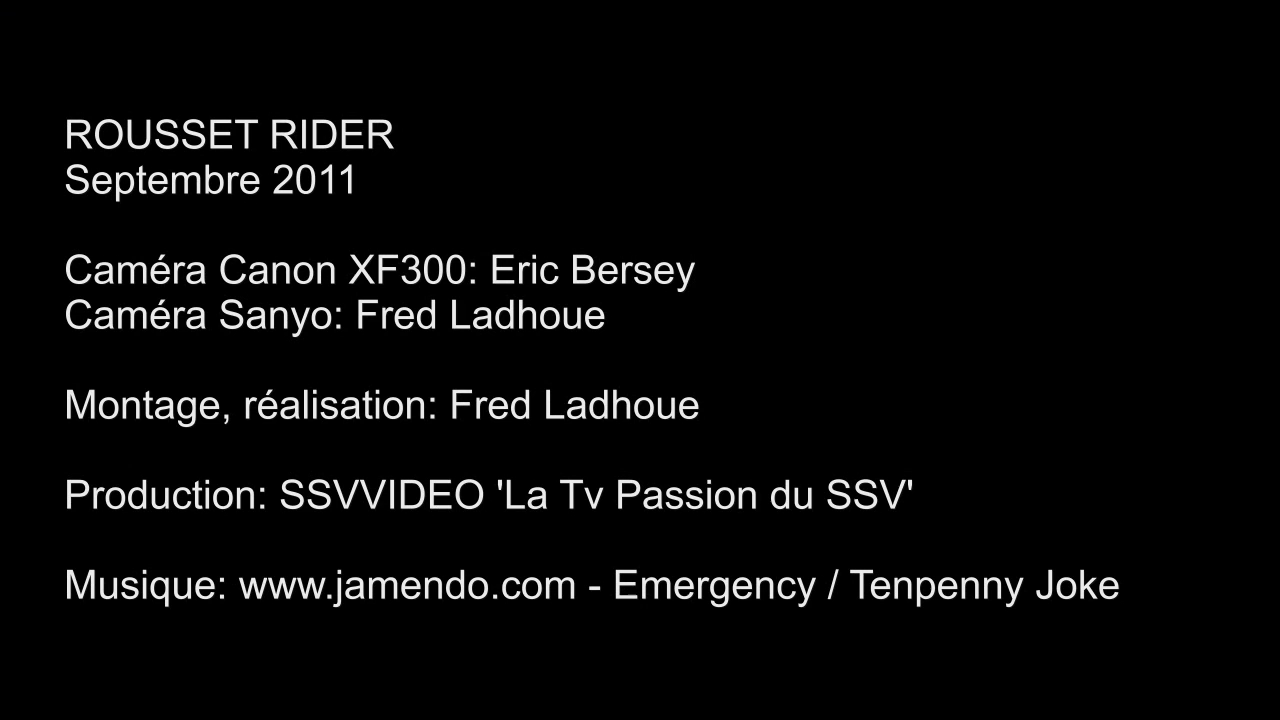 ROUSSET RIDER
Septembre 2011
Caméra Canon XF300: Eric Bersey
Caméra Sanyo: Fred Ladhoue
Montage, réalisation: Fred Ladhoue
Production: SSVVIDEO 'La Tv Passion du SSV'
Musique: www.jamendo.com - Emergency / Tenpenny Joke